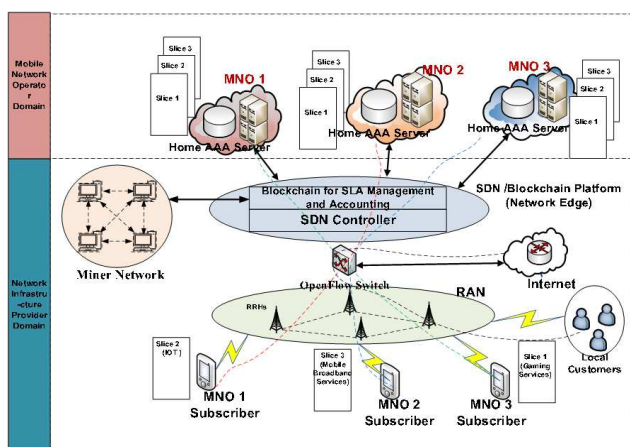 Mobile
Network
Operato
r
Domain
Slice 3
Slice 2
Slice 1
MNO 1
Home AAA Server
Slice 3
Slice 2
Slice 1
MNO 2
Home AAA Server
MNO 3
Home AAA Server
Slice 3
Slice 2
Slice 1
Network
Infrastru
-cture
Provider
Domain
Miner Network
Blockchain for SLA Management
and Accounting
SDN Controller
SDN /Blockchain Platform
(Network Edge)
OpenFlow Switch
Internet
RAN
RRHs
Slice 2
(IOT)
MNO 1
Subscriber
Slice 3
(Mobile
Broadband
Services)
MNO 2
Subscriber
MNO 3
Subscriber
Slice 1
(Gaming
Services)
Local
Customers